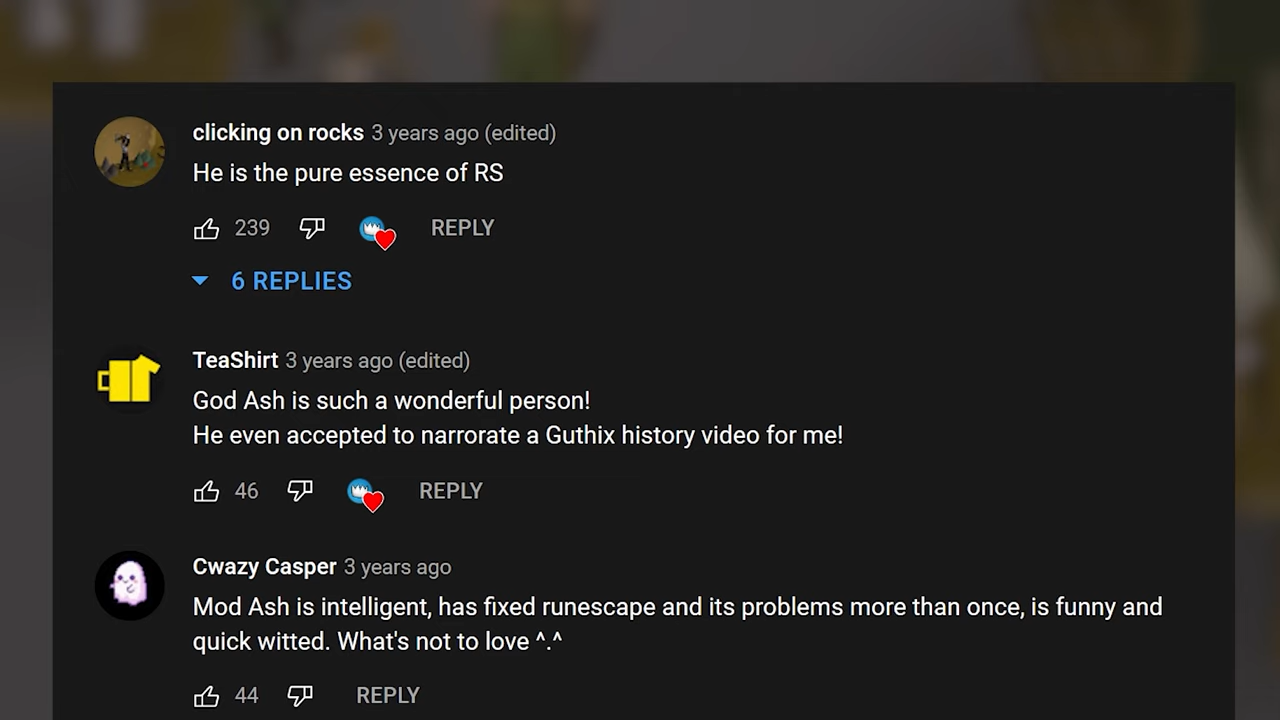 clicking on rocks 3 years ago (edited)
He is the pure essence of RS
239 REPLY
6 REPLIES
TeaShirt 3 years ago (edited)
God Ash is such a wonderful person!
He even accepted to narrorate a Guthix history video for me!
46 REPLY
Cwazy Casper 3 years ago
Mod Ash is intelligent, has fixed runescape and its problems more than once, is funny and
quick witted. What's not to love ^.^
44 REPLY